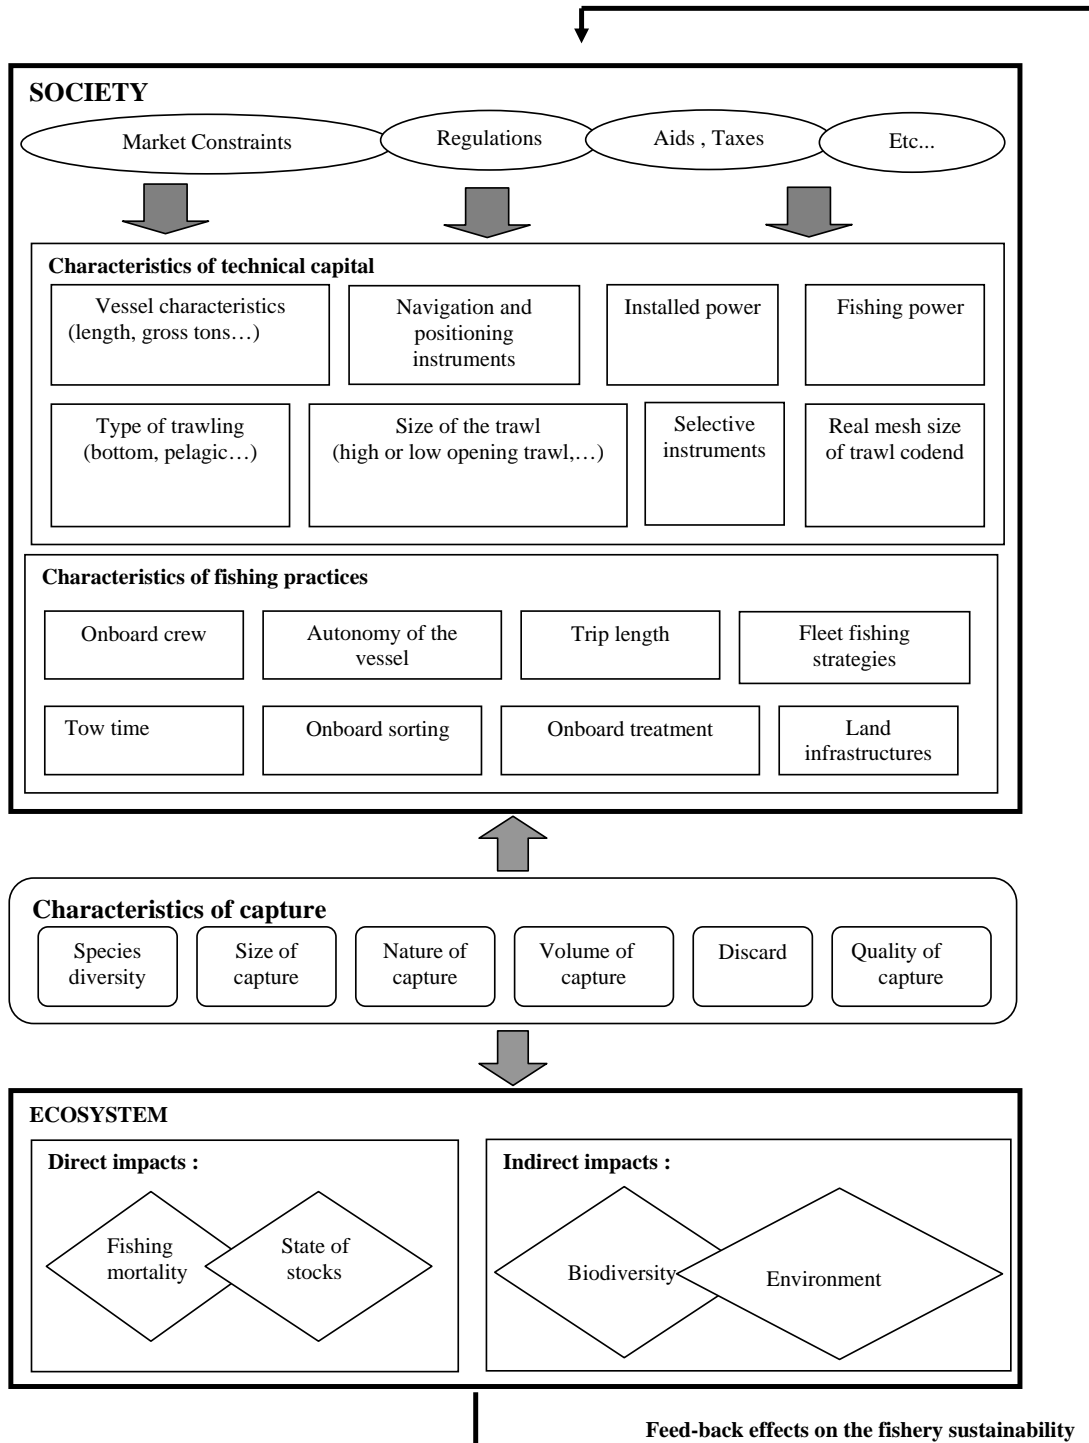 SOCIETY
Market Constraints
Regulations
Aids , Taxes
Etc...
Characteristics of technical capital
Vessel characteristics
(length, gross tons…)
Navigation and
positioning
instruments
Installed power
Fishing power
Type of trawling
(bottom, pelagic…)
Size of the trawl
(high or low opening trawl,…)
Selective
instruments
Real mesh size
of trawl codend
Characteristics of fishing practices
Onboard crew
Autonomy of the
vessel
Trip length
Fleet fishing
strategies
Tow time
Onboard sorting
Onboard treatment
Land
infrastructures
Characteristics of capture
Species
diversity
Size of
capture
Nature of
capture
Volume of
capture
Discard
Quality of
capture
ECOSYSTEM
Direct impacts :
Fishing
mortality
State of
stocks
Indirect impacts :
Biodiversity
Environment
Feed-back effects on the fishery sustainability